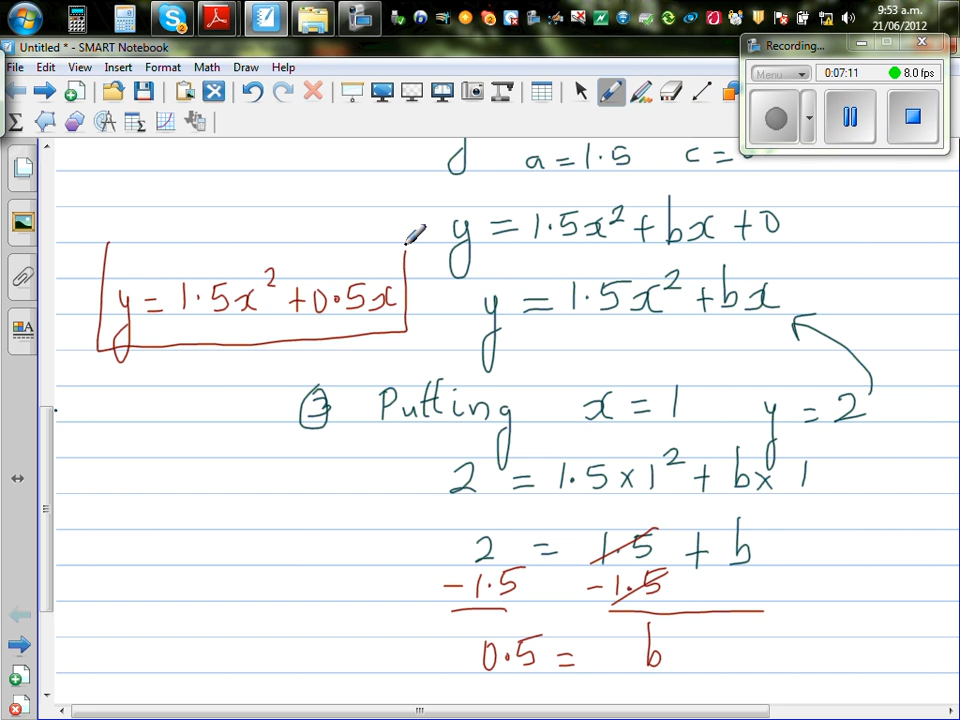 9:53 a.m.
21/06/2012
Untitled * - SMART Notebook
File Edit View Insert Format Math Draw Help
Recording...
Menu
0:07:11
8.0 fps
a = 1.5
c =
y = 1.5x² + bx + 0
y = 1.5x² + 0.5x
y = 1.5x² + bx
③ Putting x = 1 y = 2
2 = 1.5 × 1² + b × 1
2 = 1.5 + b
-1.5 -1.5
0.5 = b